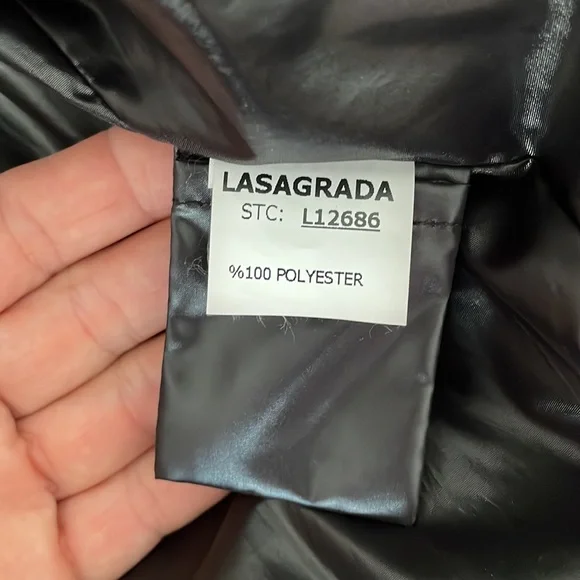 LASAGRADA
STC: L12686
%100 POLYESTER